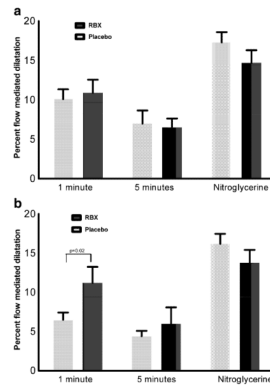 a
20
15
10
5
0
Percent flow mediated dilatation
RBX
Placebo
1 minute
5 minutes
Nitroglycerine
b
20
15
10
5
0
Percent flow mediated dilatation
RBX
Placebo
p=0.02
1 minute
5 minutes
Nitroglycerine